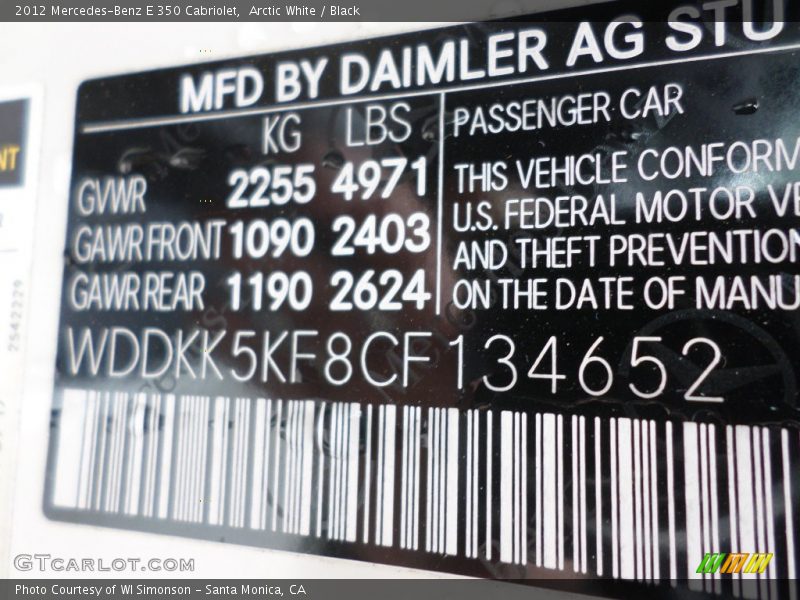 2012 Mercedes-Benz E 350 Cabriolet, Arctic White / Black
MFD BY DAIMLER AG STU
KG LBS
GVWR 2255 4971
GAWR FRONT 1090 2403
GAWR REAR 1190 2624
PASSENGER CAR
THIS VEHICLE CONFORM
U.S. FEDERAL MOTOR VE
AND THEFT PREVENTION
ON THE DATE OF MANU
WDDKK5KF8CF134652
NT
2542229
GTCARLOT.COM
Photo Courtesy of WI Simonson - Santa Monica, CA